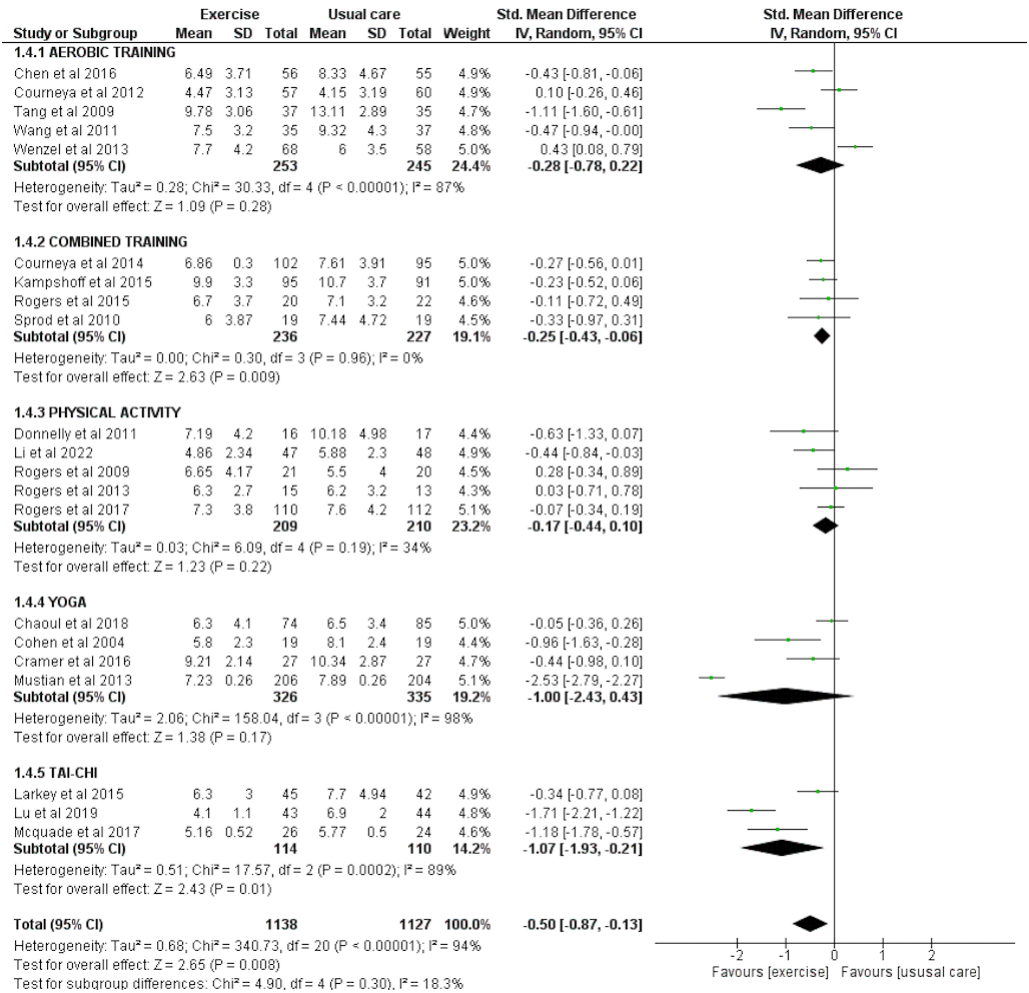 Exercise Usual care Std. Mean Difference Std. Mean Difference
Study or Subgroup Mean SD Total Mean SD Total Weight IV, Random, 95% CI IV, Random, 95% CI
1.4.1 AEROBIC TRAINING
Chen et al 2016 6.49 3.71 56 8.33 4.67 55 4.9% -0.43 [-0.81, -0.06]
Courneya et al 2012 4.47 3.13 57 4.15 3.19 60 4.9% 0.10 [-0.26, 0.46]
Tang et al 2009 9.78 3.06 37 13.11 2.89 35 4.7% -1.11 [-1.60, -0.61]
Wang et al 2011 7.5 3.2 35 9.32 4.3 37 4.8% -0.47 [-0.94, -0.00]
Wenzel et al 2013 7.7 4.2 68 6 3.5 58 5.0% 0.43 [0.08, 0.79]
Subtotal (95% CI) 253 245 24.4% -0.28 [-0.78, 0.22]
Heterogeneity: Tau² = 0.28; Chi² = 30.33, df = 4 (P < 0.00001); I² = 87%
Test for overall effect: Z = 1.09 (P = 0.28)
1.4.2 COMBINED TRAINING
Courneya et al 2014 6.86 0.3 102 7.61 3.91 95 5.0% -0.27 [-0.56, 0.01]
Kampshoff et al 2015 9.9 3.3 95 10.7 3.7 91 5.0% -0.23 [-0.52, 0.06]
Rogers et al 2015 6.7 3.7 20 7.1 3.2 22 4.6% -0.11 [-0.72, 0.49]
Sprod et al 2010 6 3.87 19 7.44 4.72 19 4.5% -0.33 [-0.97, 0.31]
Subtotal (95% CI) 236 227 19.1% -0.25 [-0.43, -0.06]
Heterogeneity: Tau² = 0.00; Chi² = 0.30, df = 3 (P = 0.96); I² = 0%
Test for overall effect: Z = 2.63 (P = 0.009)
1.4.3 PHYSICAL ACTIVITY
Donnelly et al 2011 7.19 4.2 16 10.18 4.98 17 4.4% -0.63 [-1.33, 0.07]
Li et al 2022 4.86 2.34 47 5.88 2.3 48 4.9% -0.44 [-0.84, -0.03]
Rogers et al 2009 6.65 4.17 21 5.5 4 20 4.5% 0.28 [-0.34, 0.89]
Rogers et al 2013 6.3 2.7 15 6.2 3.2 13 4.3% 0.03 [-0.71, 0.78]
Rogers et al 2017 7.3 3.8 110 7.6 4.2 112 5.1% -0.07 [-0.34, 0.19]
Subtotal (95% CI) 209 210 23.2% -0.17 [-0.44, 0.10]
Heterogeneity: Tau² = 0.03; Chi² = 6.09, df = 4 (P = 0.19); I² = 34%
Test for overall effect: Z = 1.23 (P = 0.22)
1.4.4 YOGA
Chaoul et al 2018 6.3 4.1 74 6.5 3.4 85 5.0% -0.05 [-0.36, 0.26]
Cohen et al 2004 5.8 2.3 19 8.1 2.4 19 4.4% -0.96 [-1.63, -0.28]
Cramer et al 2016 9.21 2.14 27 10.34 2.87 27 4.7% -0.44 [-0.98, 0.10]
Mustian et al 2013 7.23 0.26 206 7.89 0.26 204 5.1% -2.53 [-2.79, -2.27]
Subtotal (95% CI) 326 335 19.2% -1.00 [-2.43, 0.43]
Heterogeneity: Tau² = 2.06; Chi² = 158.04, df = 3 (P < 0.00001); I² = 98%
Test for overall effect: Z = 1.38 (P = 0.17)
1.4.5 TAI-CHI
Larkey et al 2015 6.3 3 45 7.7 4.94 42 4.9% -0.34 [-0.77, 0.08]
Lu et al 2019 4.1 1.1 43 6.9 2 44 4.8% -1.71 [-2.21, -1.22]
Mcquade et al 2017 5.16 0.52 26 5.77 0.5 24 4.6% -1.18 [-1.78, -0.57]
Subtotal (95% CI) 114 110 14.2% -1.07 [-1.93, -0.21]
Heterogeneity: Tau² = 0.51; Chi² = 17.57, df = 2 (P = 0.0002); I² = 89%
Test for overall effect: Z = 2.43 (P = 0.01)
Total (95% CI) 1138 1127 100.0% -0.50 [-0.87, -0.13]
Heterogeneity: Tau² = 0.68; Chi² = 340.73, df = 20 (P < 0.00001); I² = 94%
Test for overall effect: Z = 2.65 (P = 0.008)
Test for subgroup differences: Chi² = 4.90, df = 4 (P = 0.30), I² = 18.3%
-2 -1 0 1 2
Favours [exercise] Favours [ususal care]